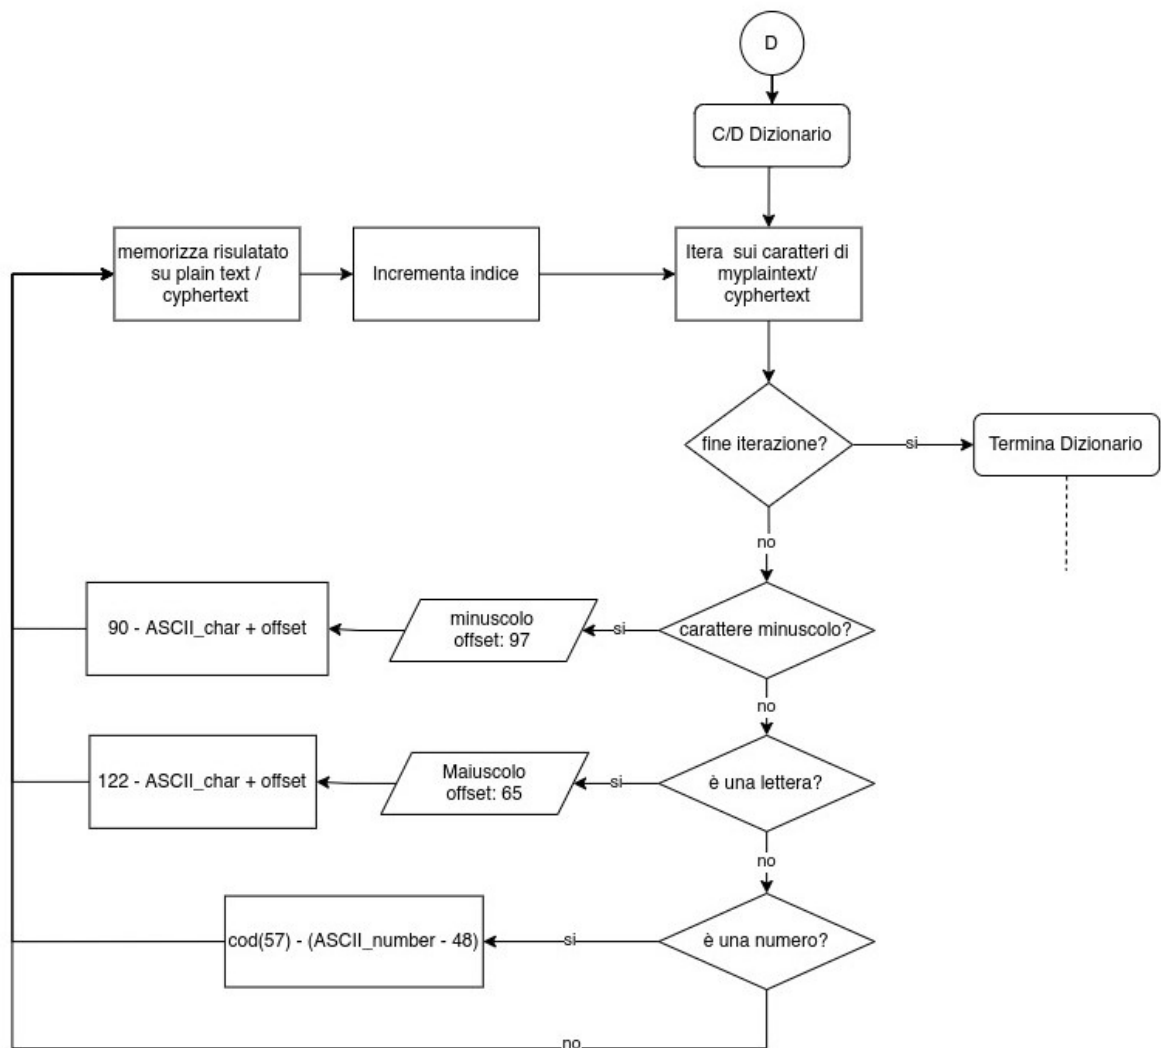 D
C/D Dizionario
memorizza risulatato
su plain text /
cyphertext
Incrementa indice
Itera sui caratteri di
myplaintext/
cyphertext
fine iterazione?
si
Termina Dizionario
no
90 - ASCII_char + offset
minuscolo
offset: 97
si
carattere minuscolo?
no
122 - ASCII_char + offset
Maiuscolo
offset: 65
si
è una lettera?
no
cod(57) - (ASCII_number - 48)
si
è una numero?
no